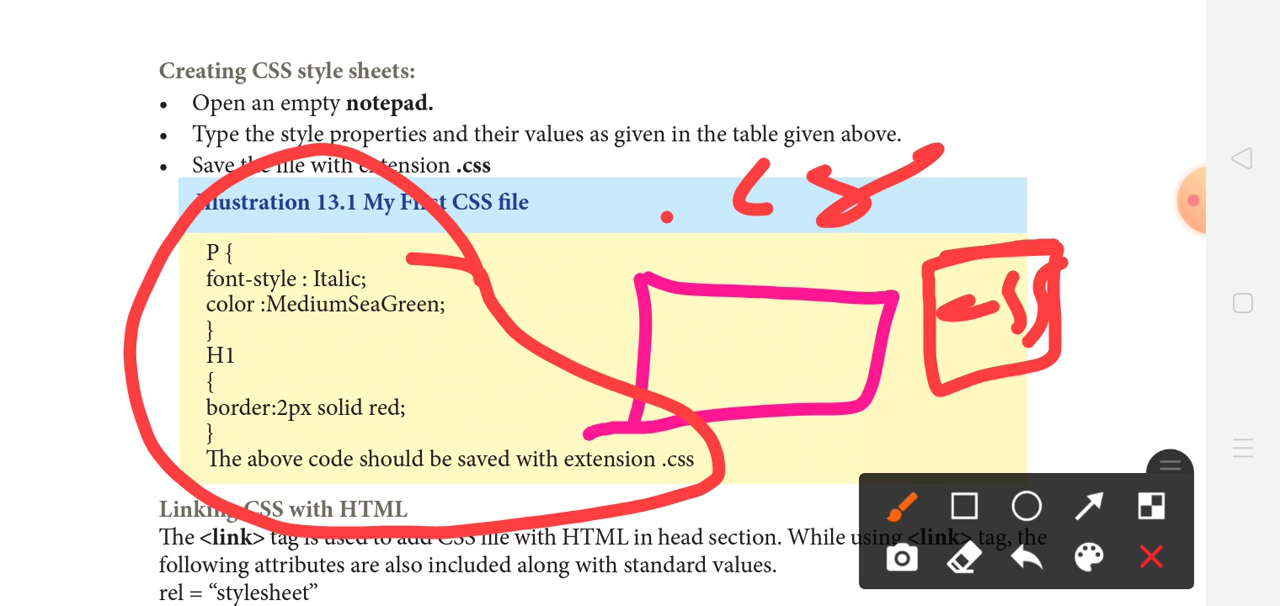 Creating CSS style sheets:
• Open an empty notepad.
• Type the style properties and their values as given in the table given above.
• Save the file with extension .css
Illustration 13.1 My First CSS file
. css
P {
font-style : Italic;
color :MediumSeaGreen;
}
H1
{
border:2px solid red;
}
The above code should be saved with extension .css
Linking CSS with HTML
The <link> tag is used to add CSS file with HTML in head section. While using <link> tag, the
following attributes are also included along with standard values.
rel = “stylesheet”